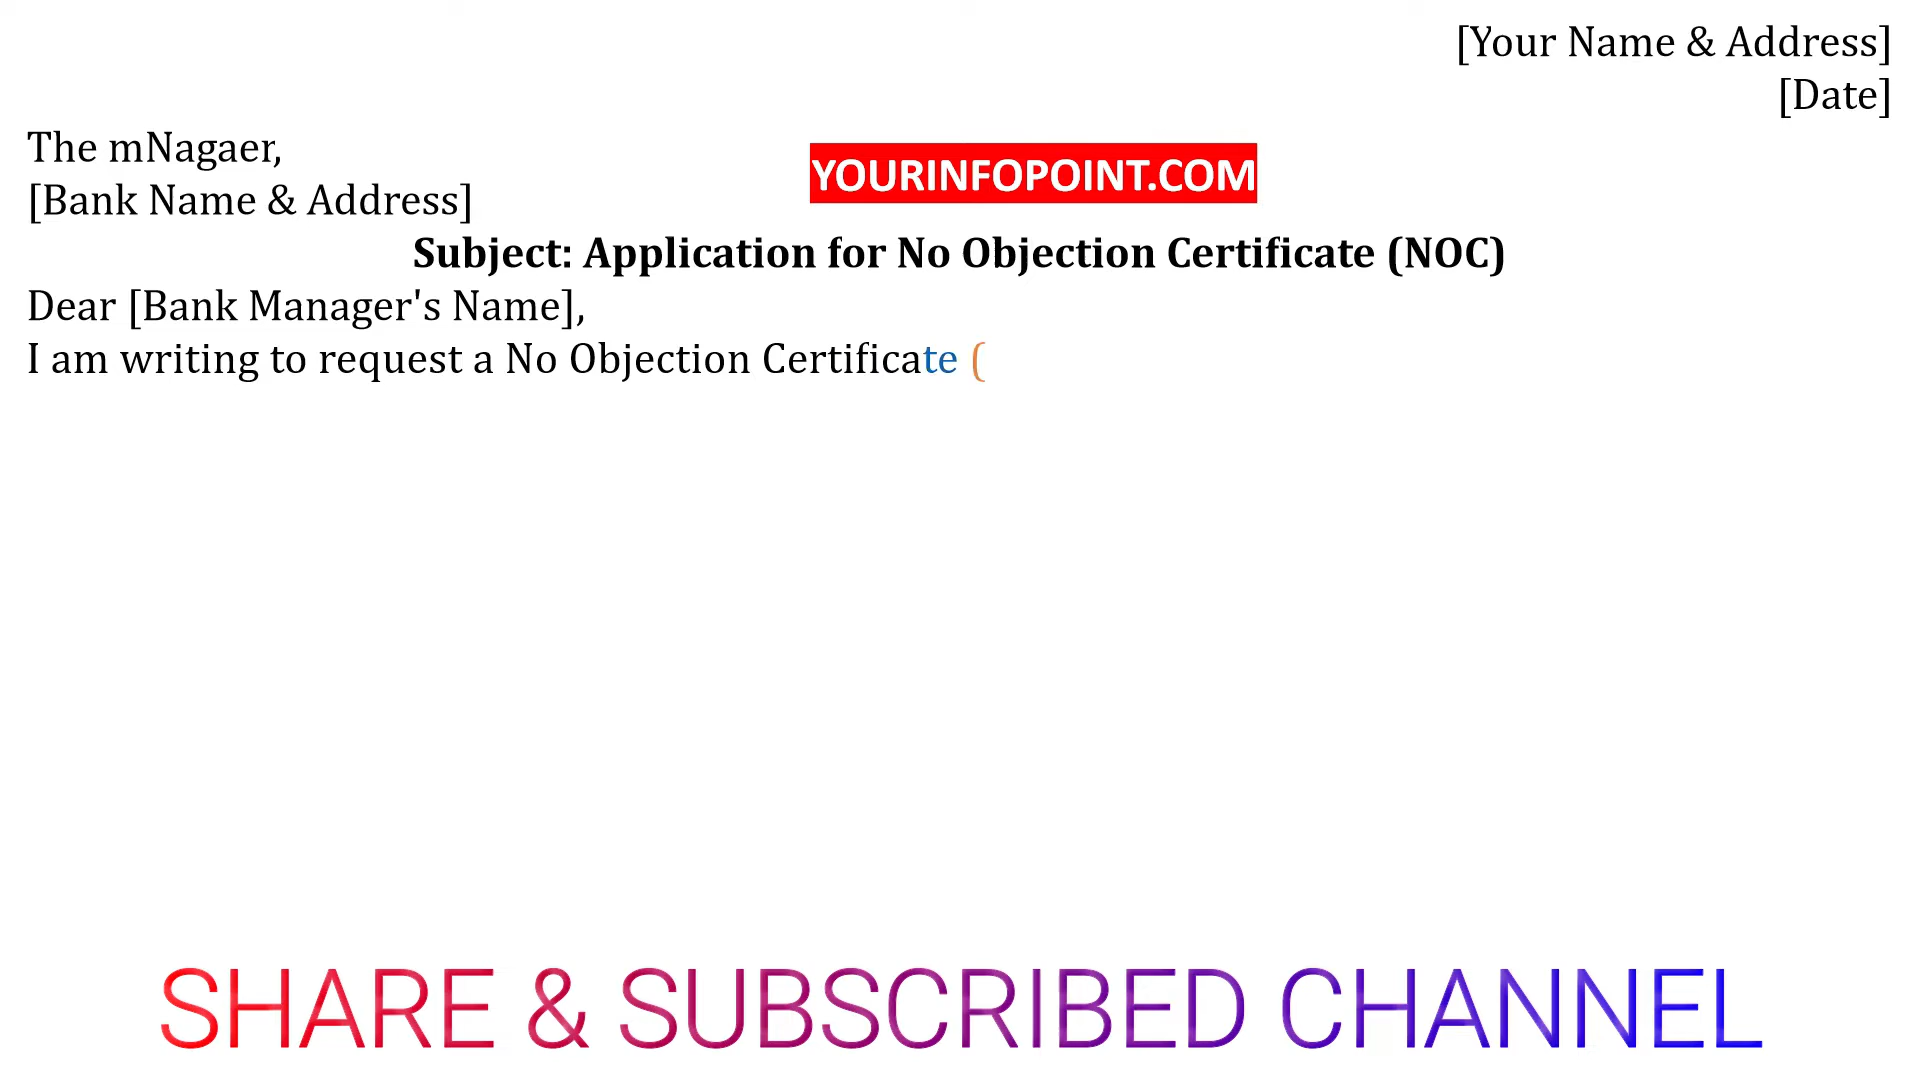 [Your Name & Address]
[Date]
The mNagaer,
YOURINFOPOINT.COM
[Bank Name & Address]
Subject: Application for No Objection Certificate (NOC)
Dear [Bank Manager's Name],
I am writing to request a No Objection Certificate (
SHARE & SUBSCRIBED CHANNEL